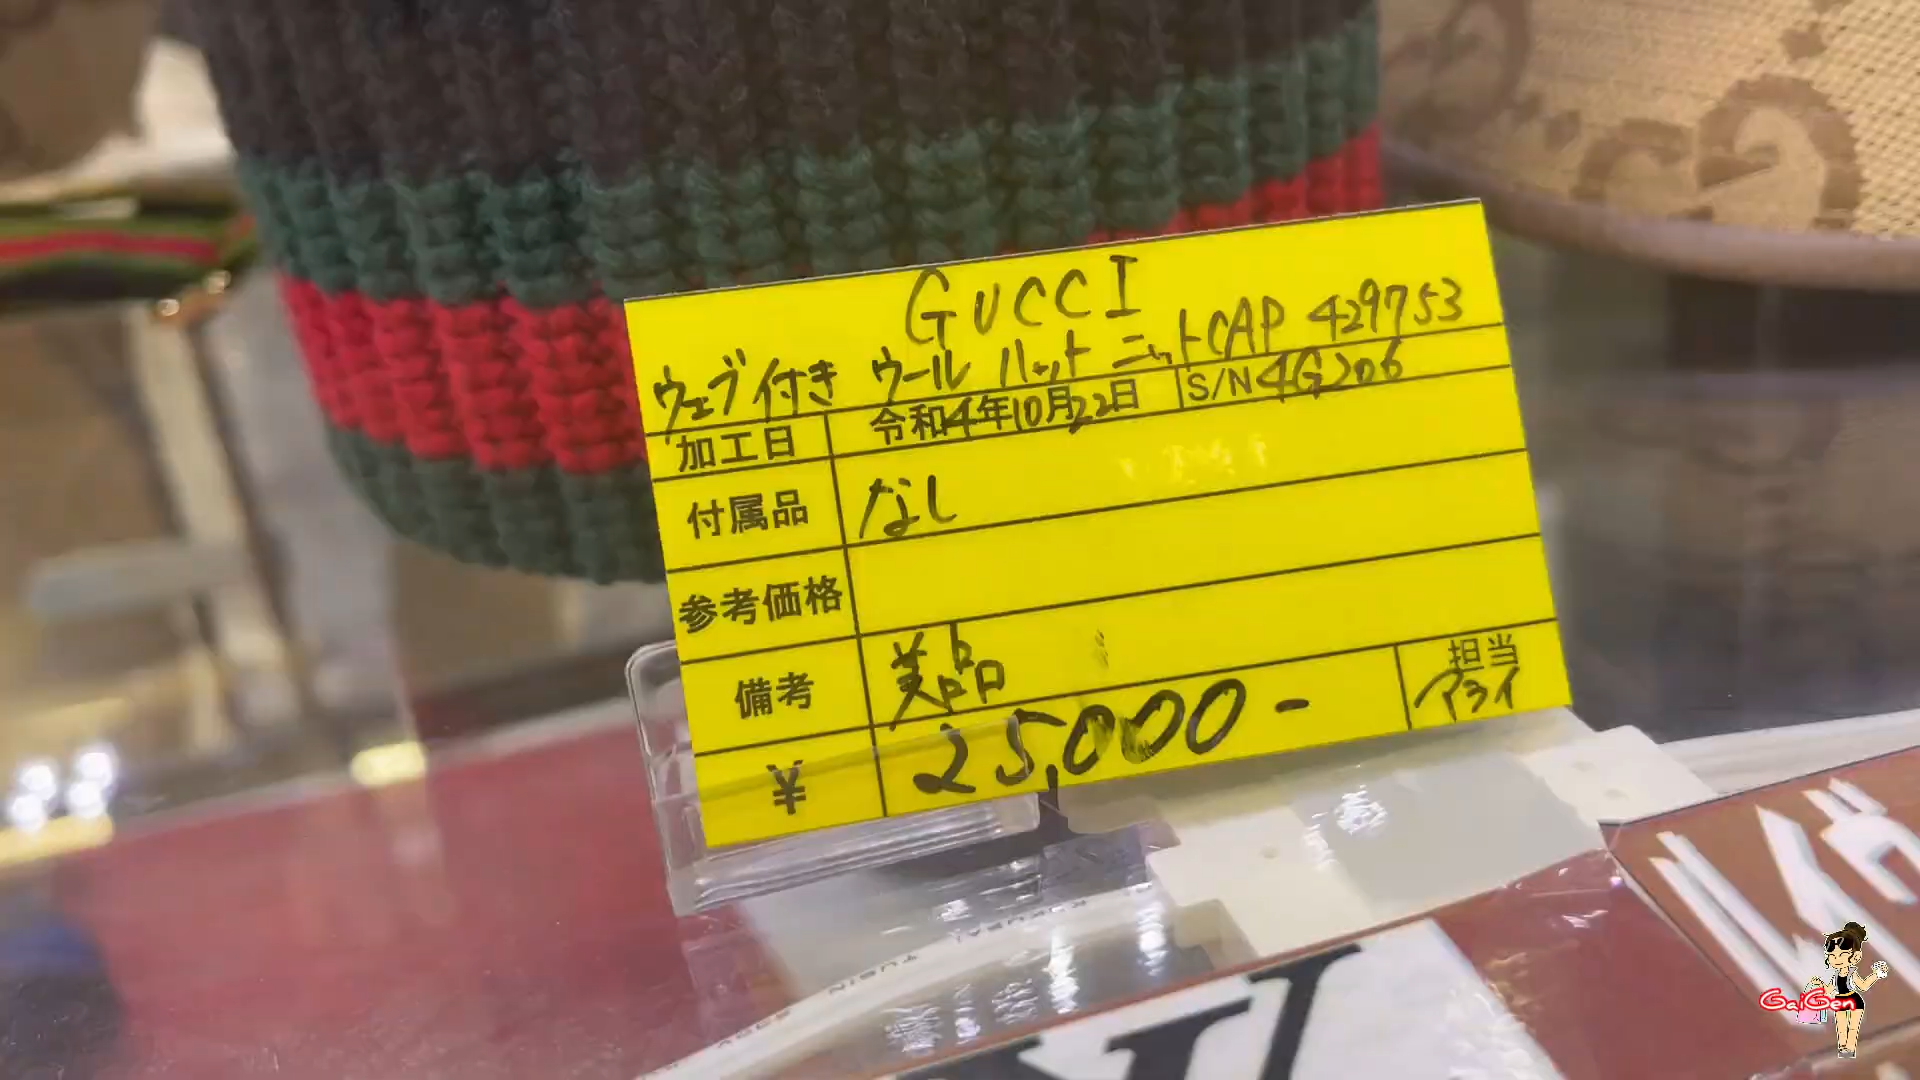 GUCCI
ウェブ付き ウール ハット ニットCAP 429753
加工日 令和4年10月22日 S/N 4G206
付属品 なし
参考価格
備考 美品
¥ 25,000-
担当
アライ
GaiGen